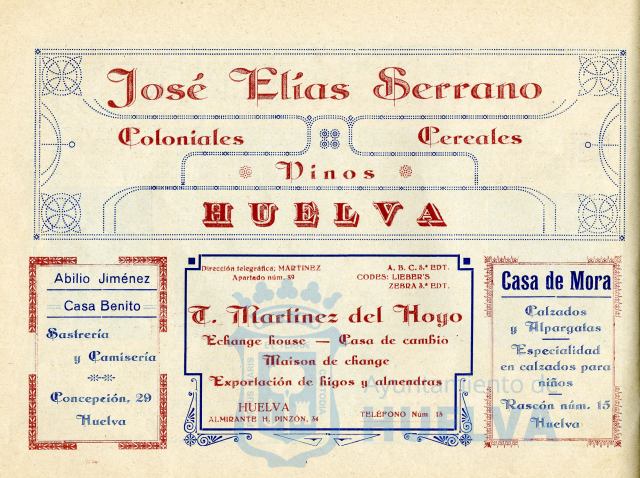 José Elías Serrano
Coloniales Cereales
Vinos
HUELVA
Abilio Jiménez
Casa Benito
Sastrería
y Camisería
Concepción, 29
Huelva
Dirección telegráfica; MARTINEZ
Apartado núm. 89
A. B. C. 5.ª EDT.
CODES: LIEBER'S
ZEBRA 3.ª EDT.
T. Martínez del Hoyo
Echange house — Casa de cambio
Maison de change
Exporlación de higos y almendras
HUELVA
ALMIRANTE H. PINZÓN, 34
TELÉFONO Núm 18
Casa de Mora
Calzados
y Alpargatas
Especialidad
en calzados para
niños
Rascón núm. 15
Huelva
Ayuntamiento de
HUELVA